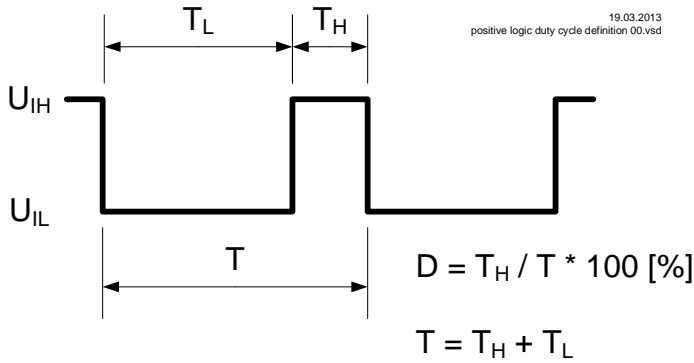 19.03.2013
positive logic duty cycle definition 00.vsd
T_L T_H
U_IH
U_IL
T
D = T_H / T * 100 [%]
T = T_H + T_L